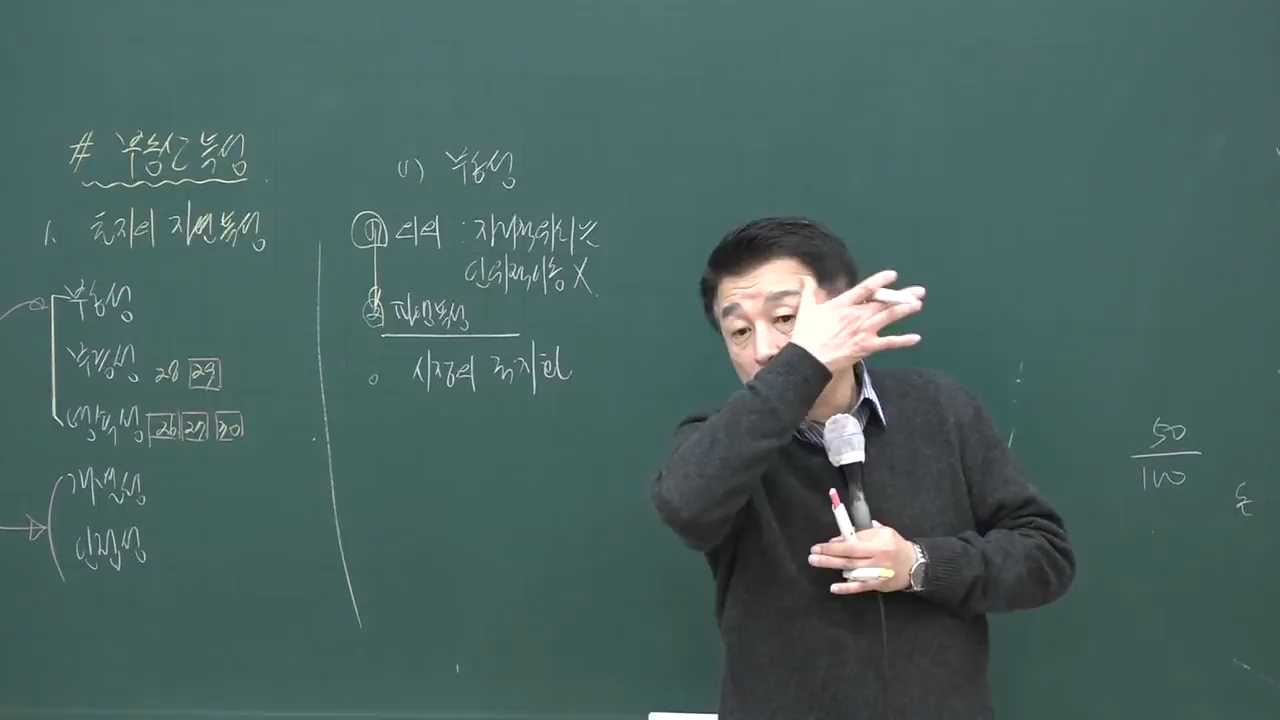 # 부동산 특성
1. 토지의 자연특성
부동성
부증성 28 29
영속성 26 27 30
개별성
인접성
(1) 부동성
① 의의 : 지리적위치는
인위적이동 X
② 파생특성
시장의 국지화
50
100